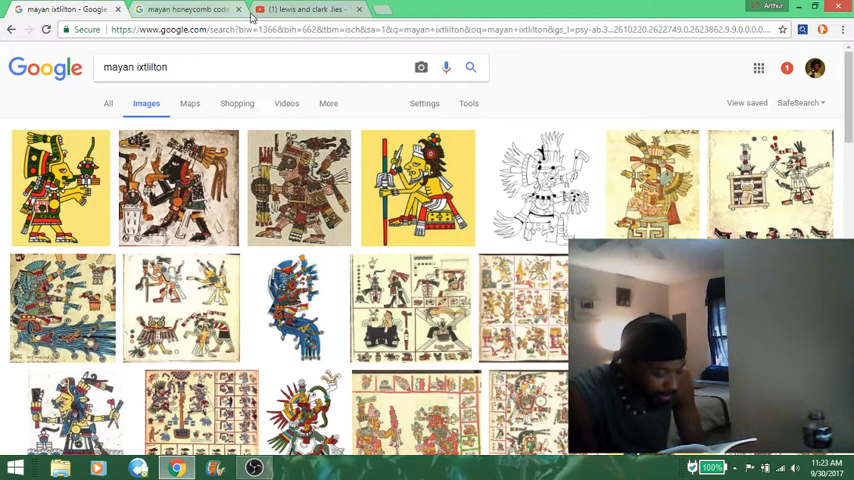 mayan ixtlilton - Google
mayan honeycomb code
(1) lewis and clark .lies -
Arthur
Secure
https://www.google.com/search?biw=1366&bih=662&tbm=isch&sa=1&q=mayan+ixtlilton&oq=mayan+ixtlilton&gs_l=psy-ab.3...2610220.2622749.0.2623862.9.9.0.0.0.0...
Google
mayan ixtlilton
1
All
Images
Maps
Shopping
Videos
More
Settings
Tools
View saved
SafeSearch
100%
11:23 AM
9/30/2017